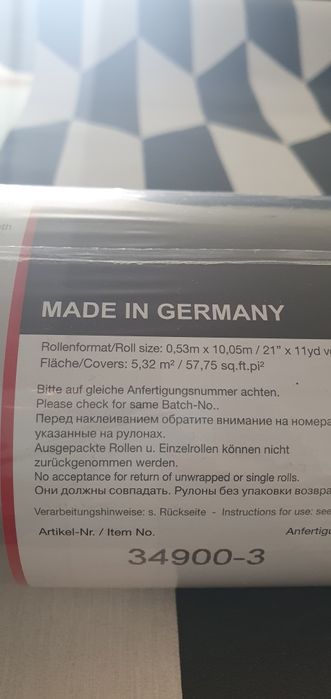 MADE IN GERMANY
Rollenformat/Roll size: 0,53m x 10,05m / 21" x 11yd
Fläche/Covers: 5,32 m² / 57,75 sq.ft.pi²
Bitte auf gleiche Anfertigungsnummer achten.
Please check for same Batch-No..
Перед наклеиванием обратите внимание на номера
указанные на рулонах.
Ausgepackte Rollen u. Einzelrollen können nicht
zurückgenommen werden.
No acceptance for return of unwrapped or single rolls.
Они должны совпадать. Рулоны без упаковки возвра
Verarbeitungshinweise: s. Rückseite - Instructions for use: see
Artikel-Nr. / Item No. Anfertigu
34900-3